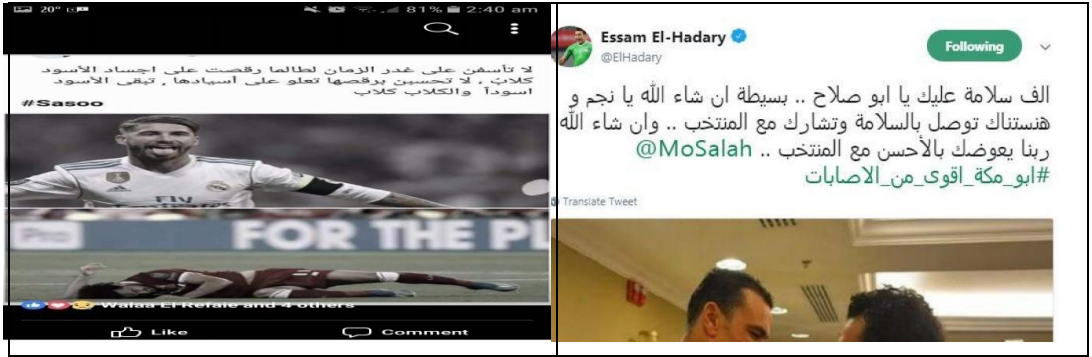 20°
81% 2:40 am
لا تأسفن على غدر الزمان لطالما رقصت على اجساد الأسود
كلابٌ , لا تحسبن برقصها تعلو على أسيادها , تبقى الأسود
اسوداً والكلاب كلاب
#Sasoo
Fly
Emirates
Pro
FOR THE PL
Walaa El Refaie and 4 others
Like
Comment
Essam El-Hadary
@ElHadary
Following
الف سلامة عليك يا ابو صلاح .. بسيطة ان شاء الله يا نجم و
هنستناك توصل بالسلامة وتشارك مع المنتخب .. وان شاء الله
ربنا يعوضك بالأحسن مع المنتخب .. @MoSalah
#ابو_مكة_اقوى_من_الاصابات
Translate Tweet